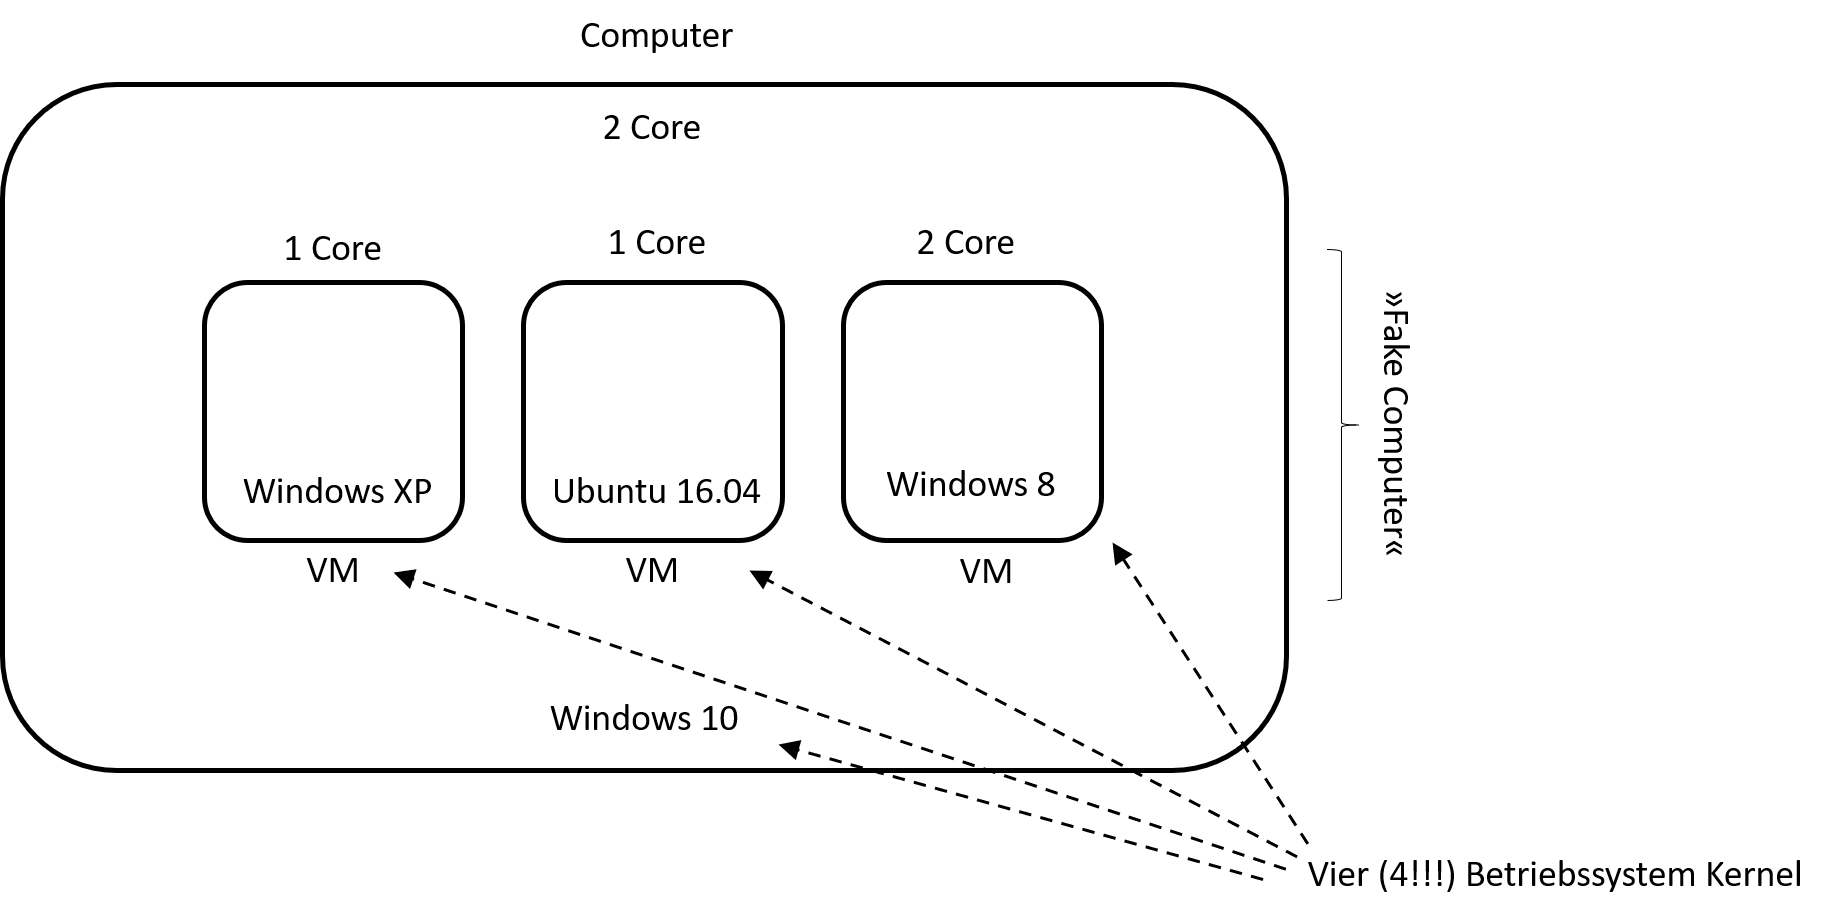 Computer
2 Core
1 Core
1 Core
2 Core
Windows XP
Ubuntu 16.04
Windows 8
VM
VM
VM
»Fake Computer«
Windows 10
Vier (4!!!) Betriebssystem Kernel